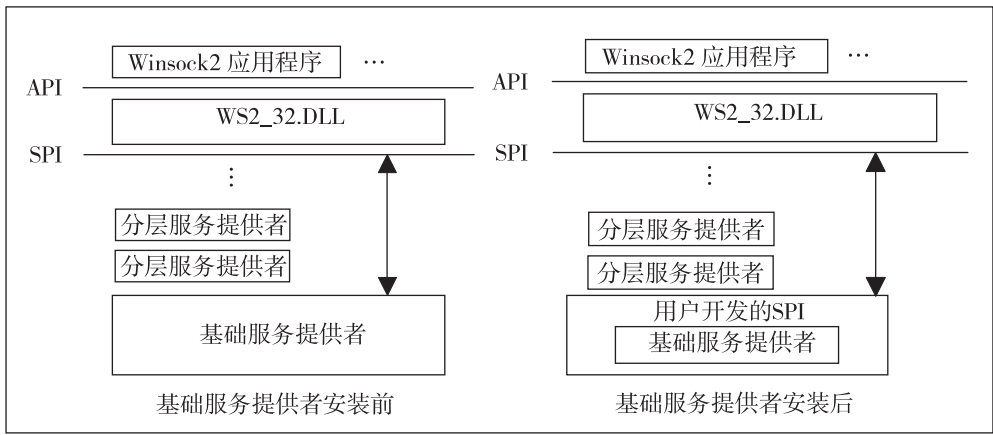 Winsock2 应用程序 …
API
WS2_32.DLL
SPI
⋮
分层服务提供者
分层服务提供者
基础服务提供者
基础服务提供者安装前
Winsock2 应用程序 …
API
WS2_32.DLL
SPI
⋮
分层服务提供者
分层服务提供者
用户开发的SPI
基础服务提供者
基础服务提供者安装后